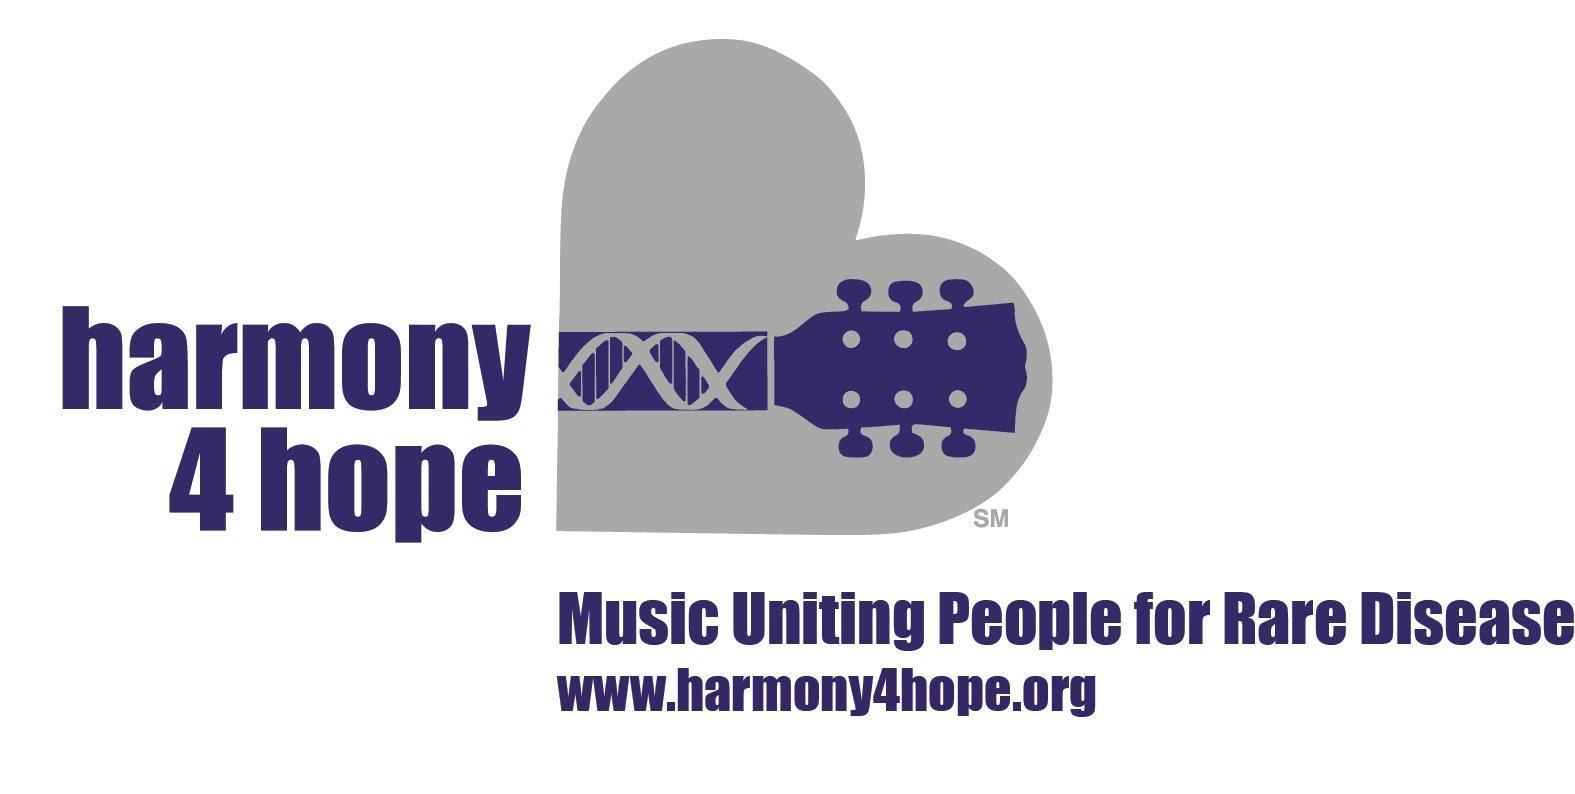 harmony
4 hope
SM
Music Uniting People for Rare Disease
www.harmony4hope.org